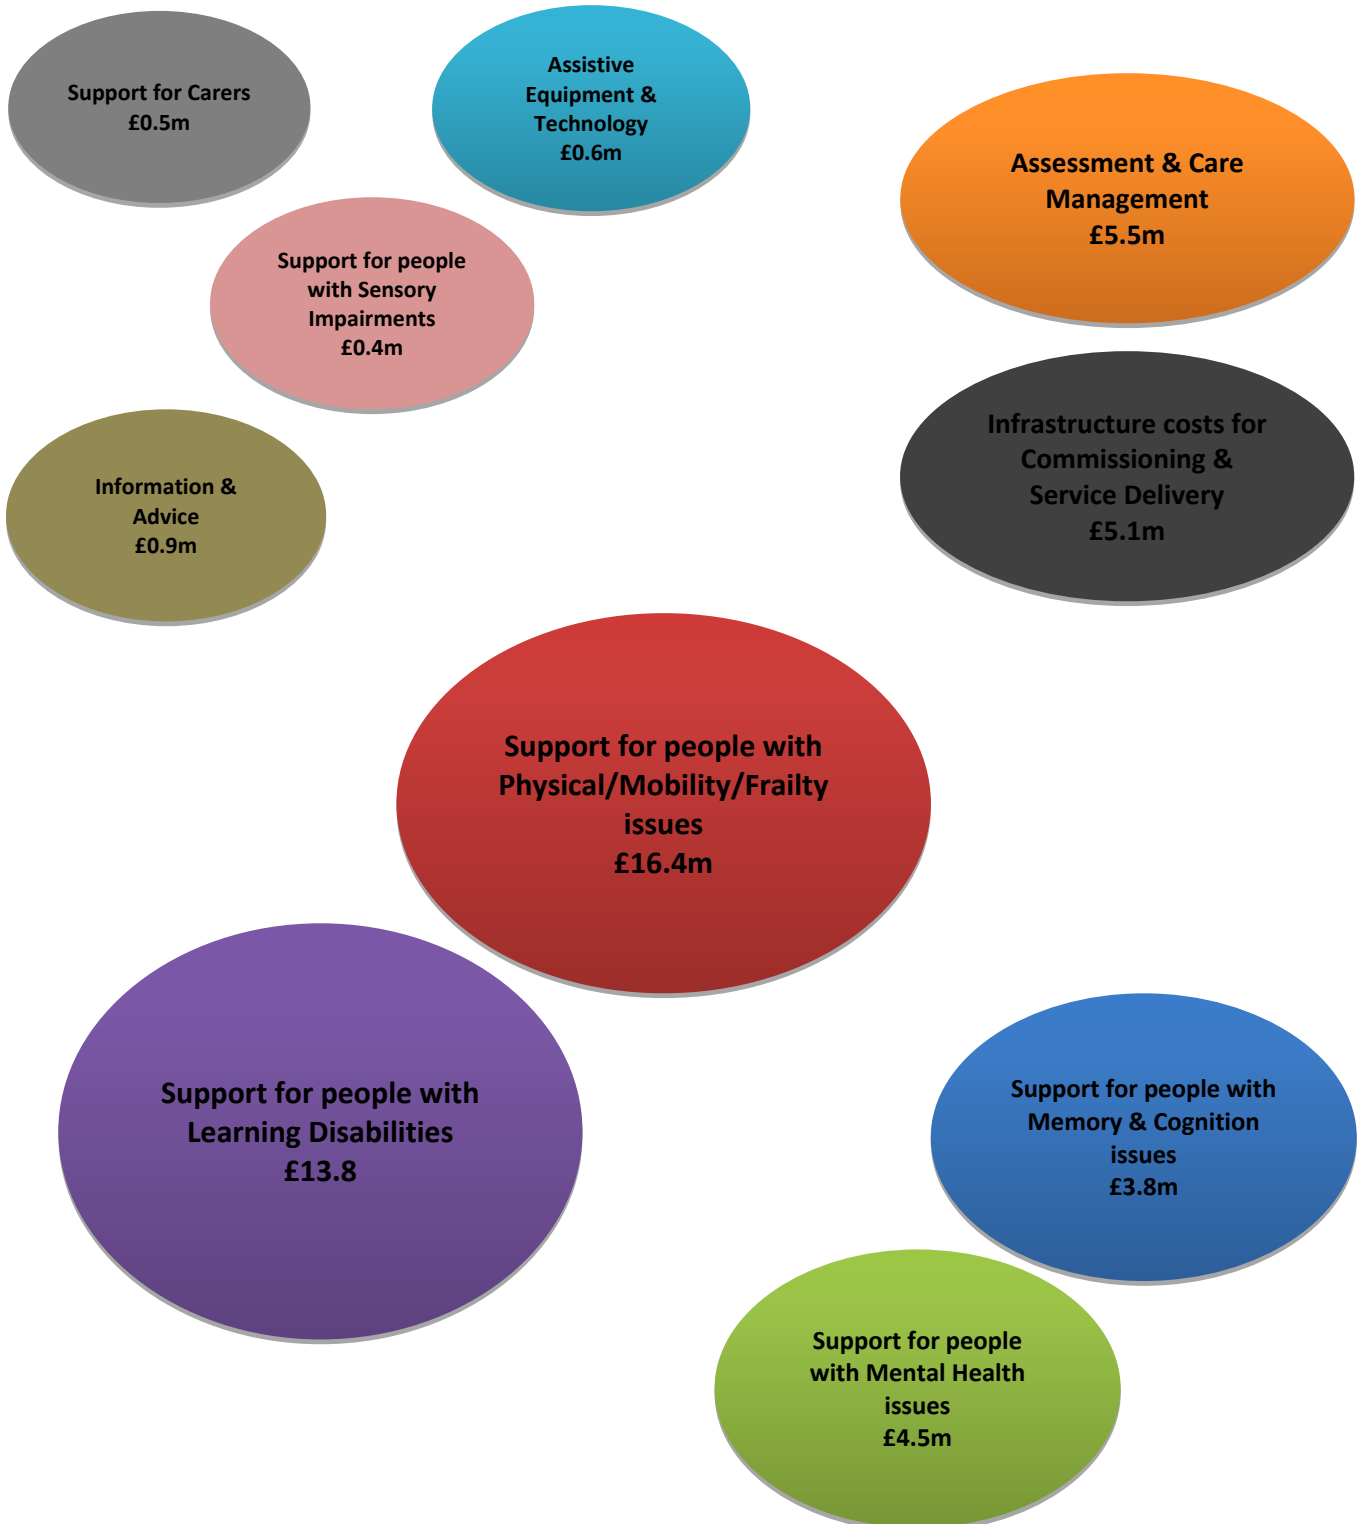 Support for Carers
£0.5m
Assistive
Equipment &
Technology
£0.6m
Assessment & Care
Management
£5.5m
Support for people
with Sensory
Impairments
£0.4m
Infrastructure costs for
Commissioning &
Service Delivery
£5.1m
Information &
Advice
£0.9m
Support for people with
Physical/Mobility/Frailty
issues
£16.4m
Support for people with
Learning Disabilities
£13.8
Support for people with
Memory & Cognition
issues
£3.8m
Support for people
with Mental Health
issues
£4.5m